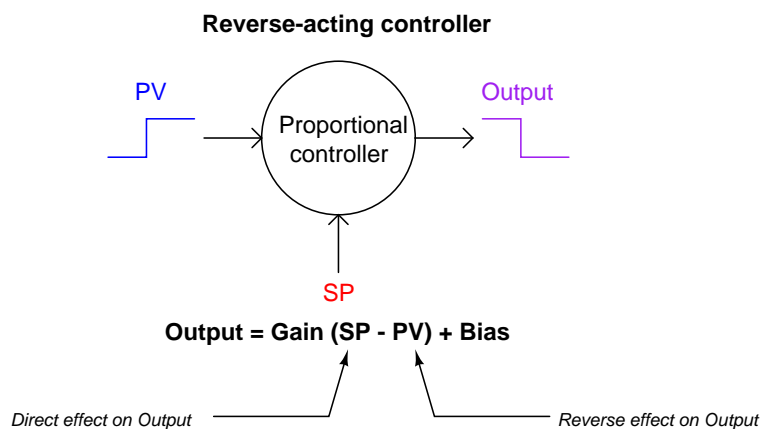 Reverse-acting controller
PV
Output
Proportional
controller
SP
Output = Gain (SP - PV) + Bias
Direct effect on Output
Reverse effect on Output